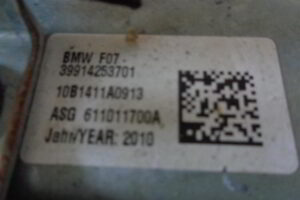 BMW F07 -
39914253701
10B1411A0913
ASG 611011700A
Jahr/YEAR: 2010